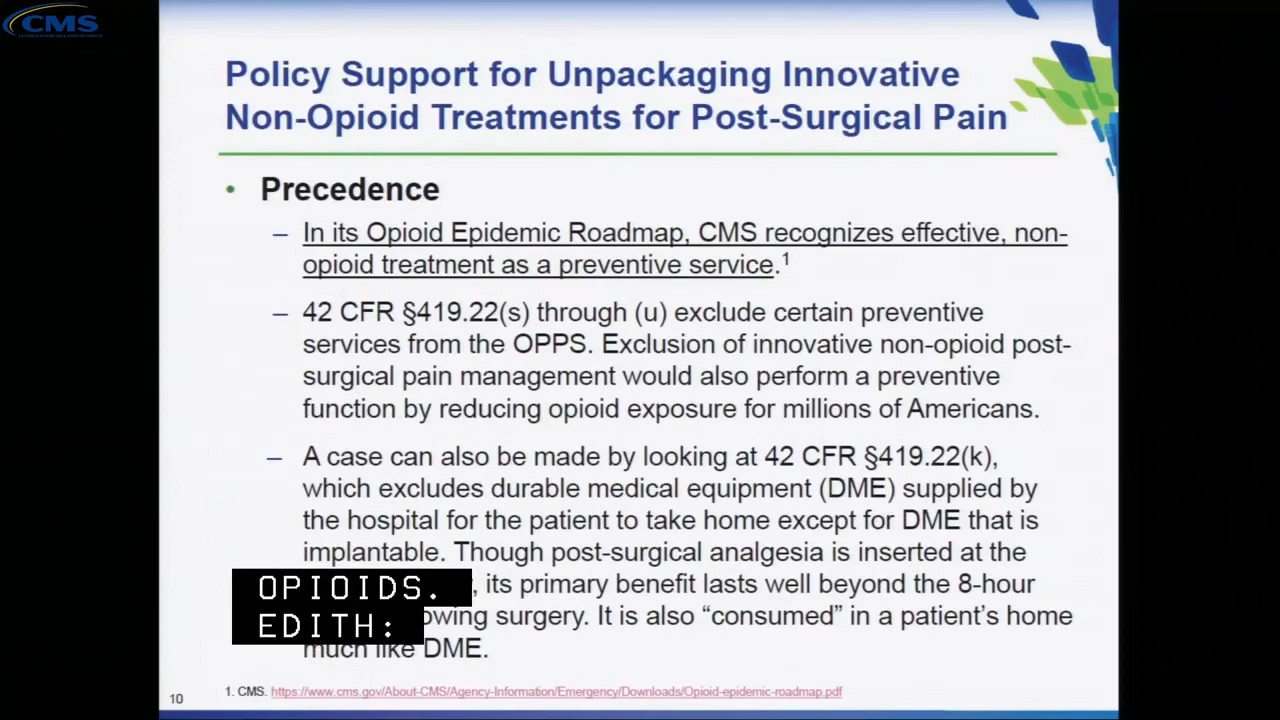 CMS
Policy Support for Unpackaging Innovative
Non-Opioid Treatments for Post-Surgical Pain
• Precedence
– In its Opioid Epidemic Roadmap, CMS recognizes effective, non-
opioid treatment as a preventive service.1
– 42 CFR §419.22(s) through (u) exclude certain preventive
services from the OPPS. Exclusion of innovative non-opioid post-
surgical pain management would also perform a preventive
function by reducing opioid exposure for millions of Americans.
– A case can also be made by looking at 42 CFR §419.22(k),
which excludes durable medical equipment (DME) supplied by
the hospital for the patient to take home except for DME that is
implantable. Though post-surgical analgesia is inserted at the
, its primary benefit lasts well beyond the 8-hour
owing surgery. It is also “consumed” in a patient’s home
much like DME.
OPIOIDS.
EDITH:
1. CMS. https://www.cms.gov/About-CMS/Agency-Information/Emergency/Downloads/Opioid-epidemic-roadmap.pdf
10